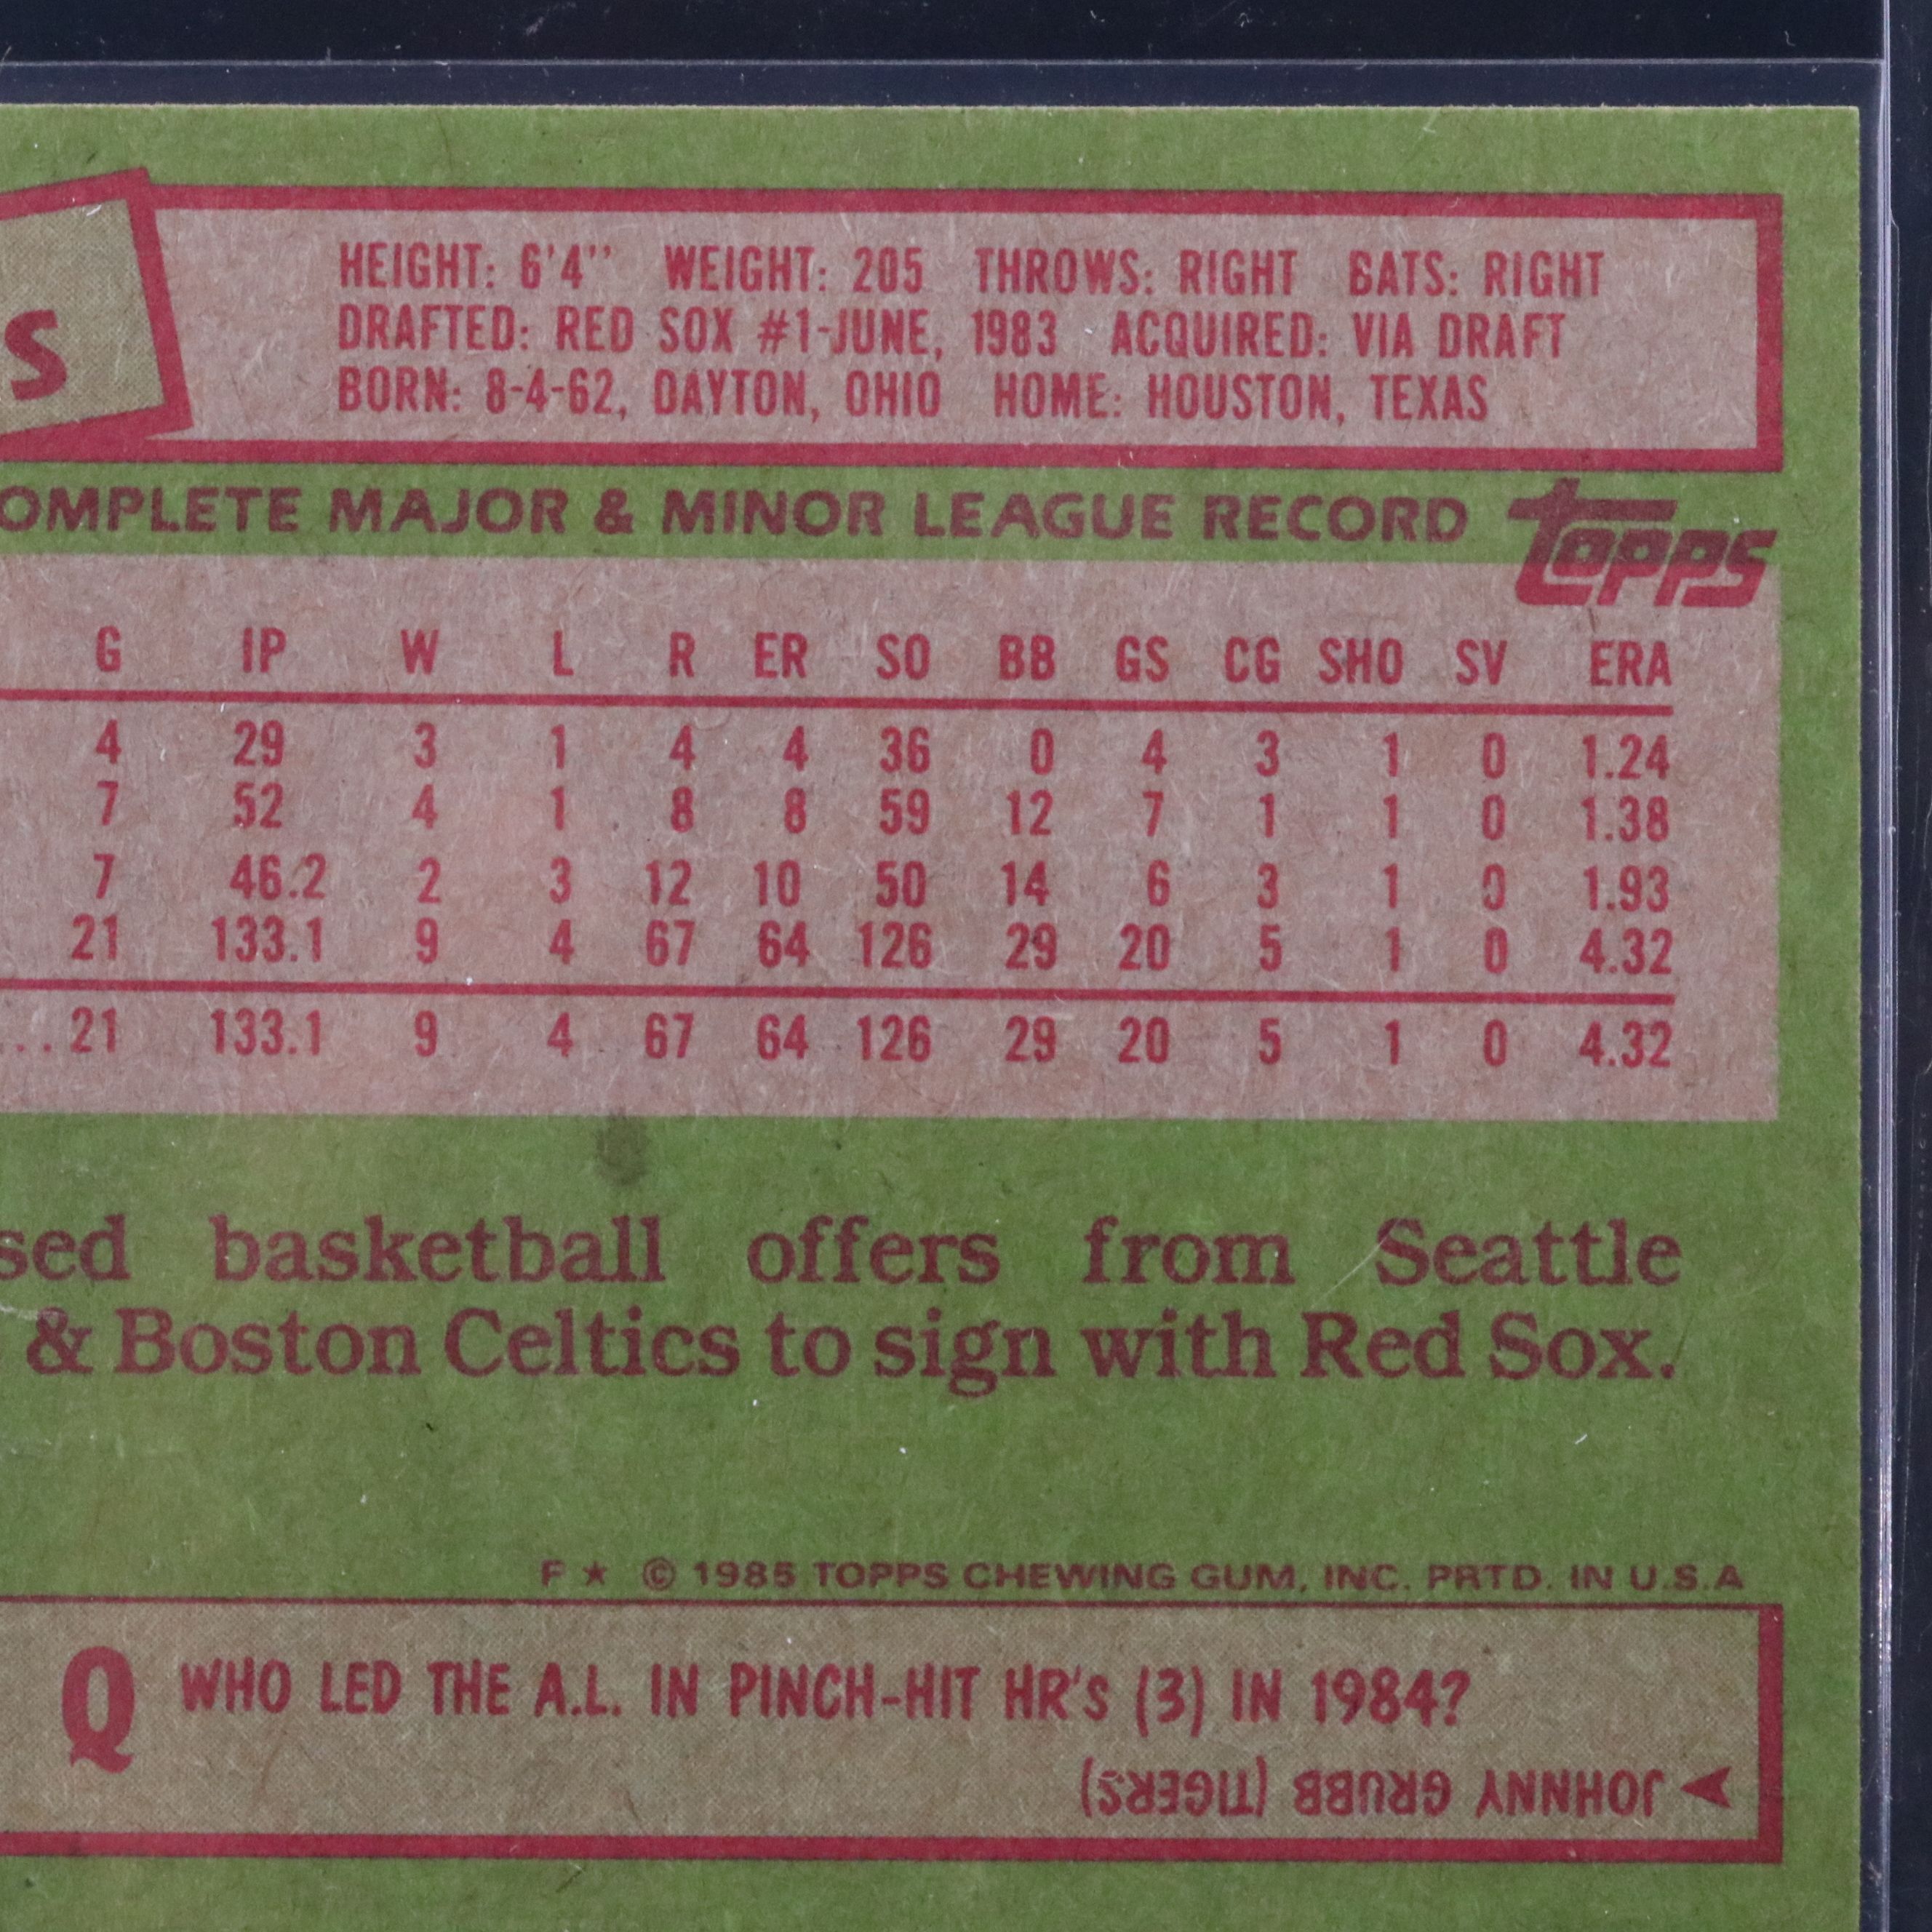 S
HEIGHT: 6'4'' WEIGHT: 205 THROWS: RIGHT BATS: RIGHT
DRAFTED: RED SOX #1-JUNE, 1983 ACQUIRED: VIA DRAFT
BORN: 8-4-62, DAYTON, OHIO HOME: HOUSTON, TEXAS
OMPLETE MAJOR & MINOR LEAGUE RECORD topps
G IP W L R ER SO BB GS CG SHO SV ERA
4 29 3 1 4 4 36 0 4 3 1 0 1.24
7 52 4 1 8 8 59 12 7 1 1 0 1.38
7 46.2 2 3 12 10 50 14 6 3 1 0 1.93
21 133.1 9 4 67 64 126 29 20 5 1 0 4.32
...21 133.1 9 4 67 64 126 29 20 5 1 0 4.32
sed basketball offers from Seattle
& Boston Celtics to sign with Red Sox.
F ★ © 1985 TOPPS CHEWING GUM, INC. PRTD. IN U.S.A
Q WHO LED THE A.L. IN PINCH-HIT HR's (3) IN 1984?
JOHNNY GRUBB (TIGERS)